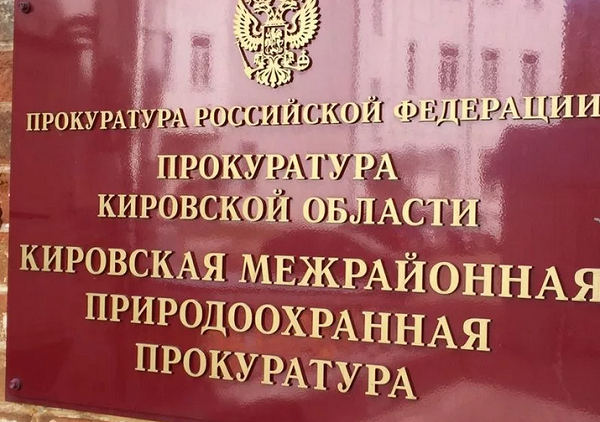 ПРОКУРАТУРА РОССИЙСКОЙ ФЕДЕРАЦИИ
ПРОКУРАТУРА
КИРОВСКОЙ ОБЛАСТИ
КИРОВСКАЯ МЕЖРАЙОННАЯ
ПРИРОДООХРАННАЯ
ПРОКУРАТУРА